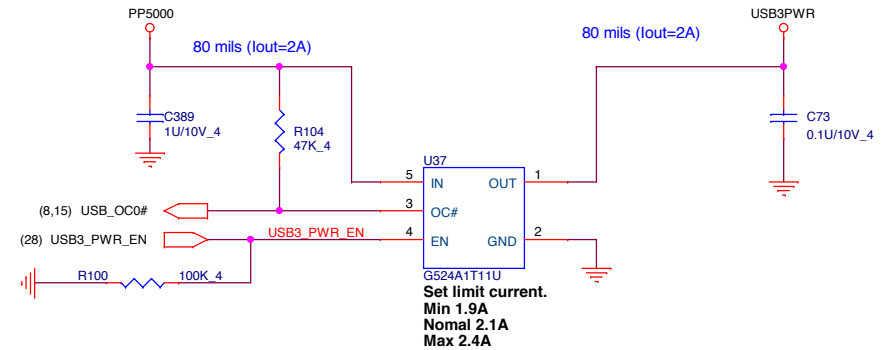 PP5000
USB3PWR
80 mils (Iout=2A)
80 mils (Iout=2A)
C389
1U/10V_4
R104
47K_4
C73
0.1U/10V_4
U37
5
IN
OUT
1
(8,15) USB_OC0#
3
OC#
(28) USB3_PWR_EN
USB3_PWR_EN
4
EN
GND
2
R100
100K_4
G524A1T11U
Set limit current.
Min 1.9A
Nomal 2.1A
Max 2.4A